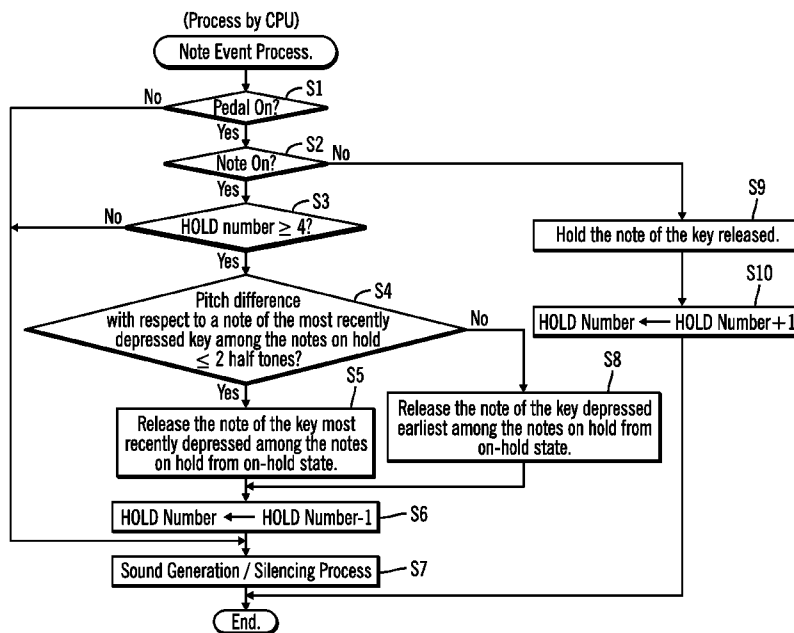 (Process by CPU)
Note Event Process.
S1
No
Pedal On?
Yes
S2
Note On?
No
Yes
S3
No
HOLD number ≥ 4?
Yes
S9
Hold the note of the key released.
S10
HOLD Number ← HOLD Number+1
S4
Pitch difference
with respect to a note of the most recently
depressed key among the notes on hold
≤ 2 half tones?
No
Yes
S5
Release the note of the key most
recently depressed among the notes
on hold from on-hold state.
S8
Release the note of the key depressed
earliest among the notes on hold from
on-hold state.
HOLD Number ← HOLD Number-1
S6
Sound Generation / Silencing Process
S7
End.